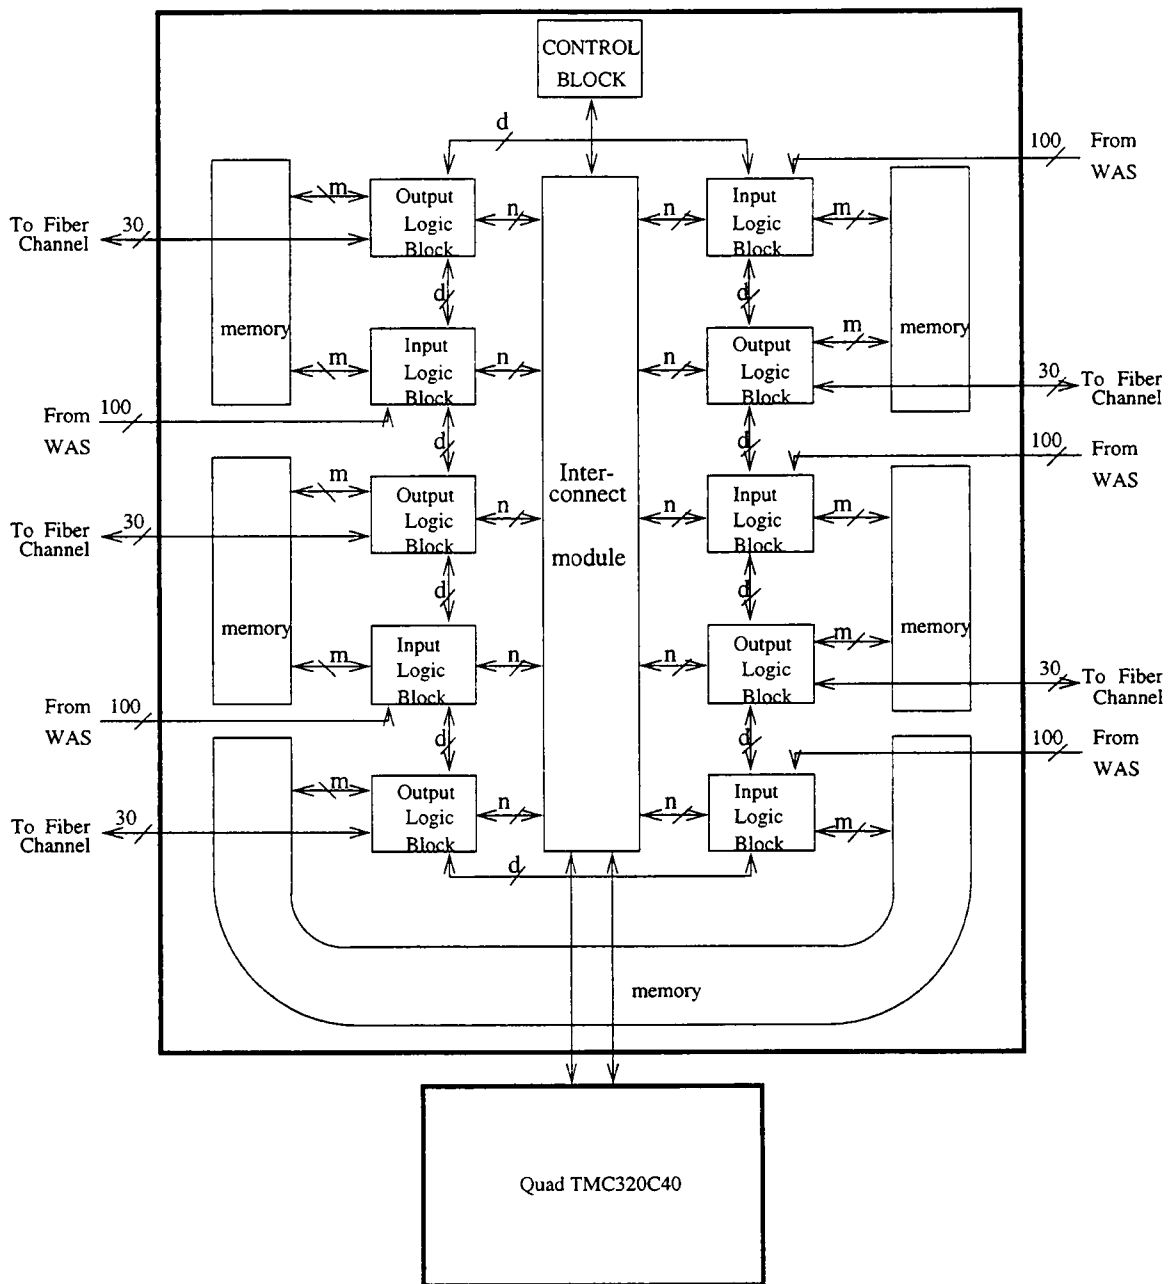 CONTROL
BLOCK
d
100
From
WAS
m
Output
Logic
Block
n
n
Input
Logic
Block
m
To Fiber
Channel
30
d
d
memory
memory
m
Input
Logic
Block
n
n
Output
Logic
Block
m
30
To Fiber
Channel
From
WAS
100
d
d
100
From
WAS
m
Output
Logic
Block
Inter-
connect
module
n
n
Input
Logic
Block
m
To Fiber
Channel
30
d
d
memory
memory
m
Input
Logic
Block
n
n
Output
Logic
Block
m
30
To Fiber
Channel
From
WAS
100
d
d
100
From
WAS
m
Output
Logic
Block
n
n
Input
Logic
Block
m
To Fiber
Channel
30
d
memory
Quad TMC320C40